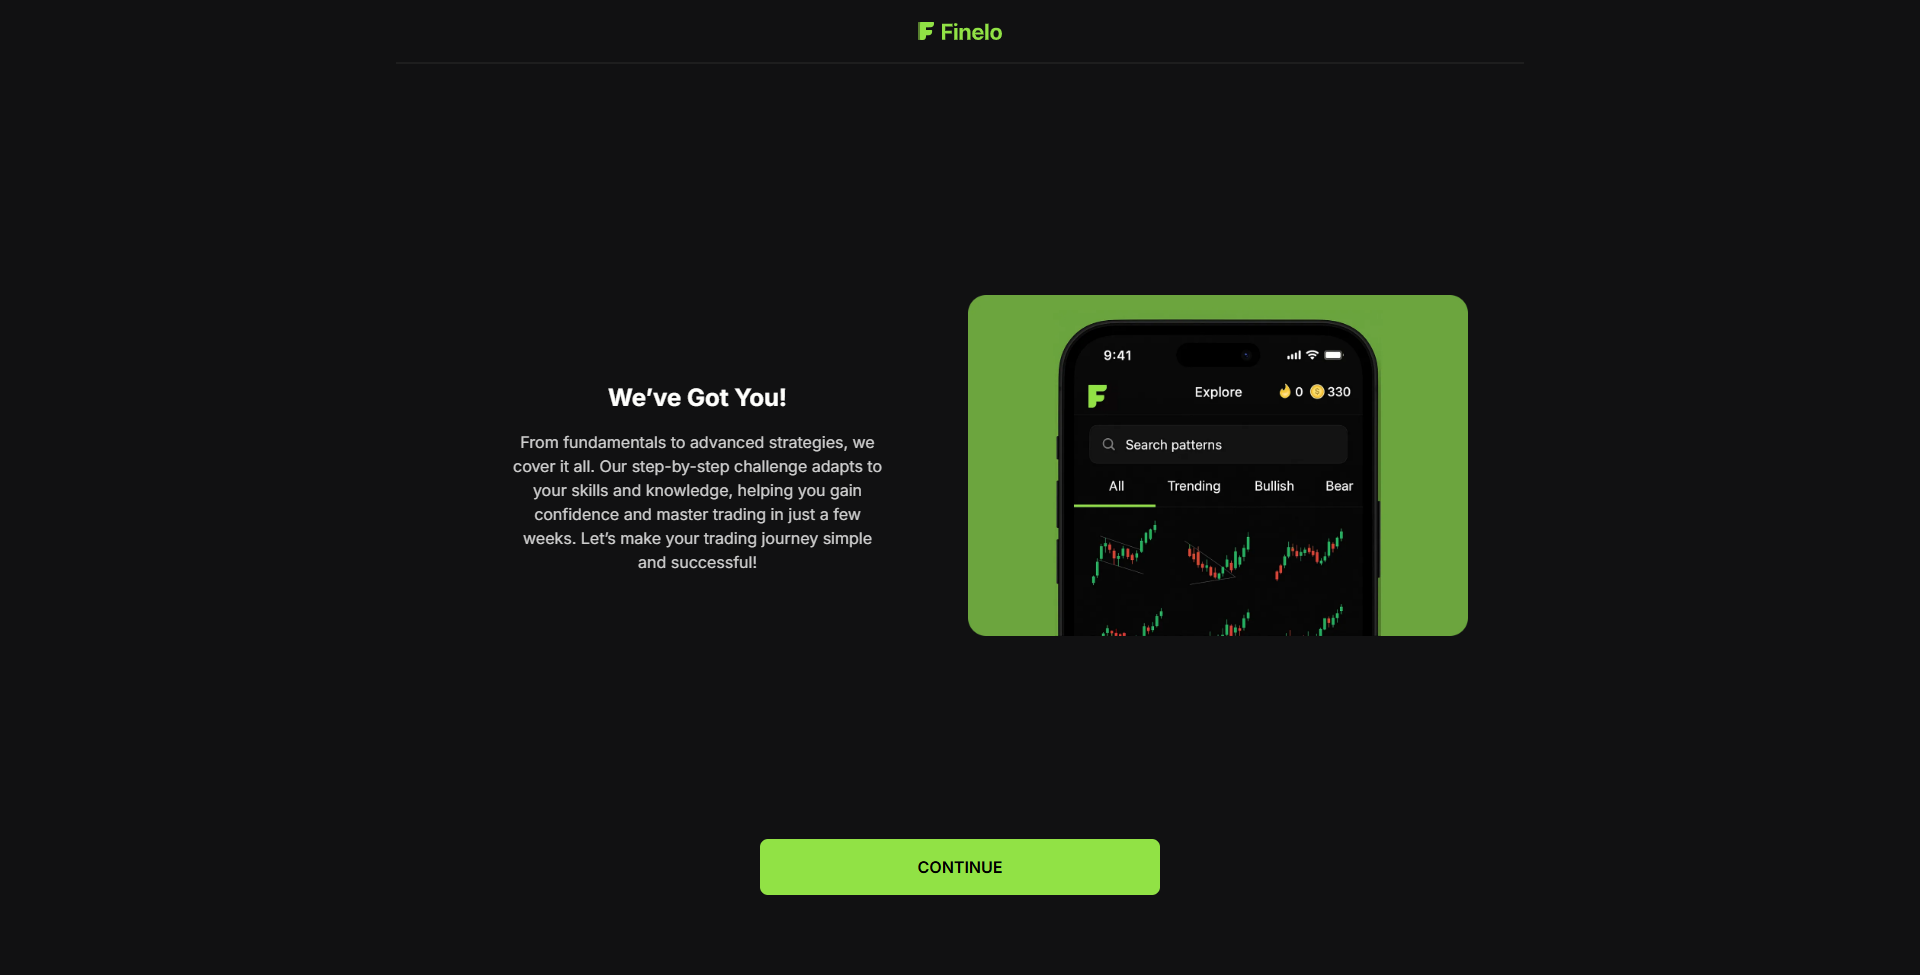 Finelo
We’ve Got You!
From fundamentals to advanced strategies, we
cover it all. Our step-by-step challenge adapts to
your skills and knowledge, helping you gain
confidence and master trading in just a few
weeks. Let’s make your trading journey simple
and successful!
9:41
Explore 0 330
Search patterns
All Trending Bullish Bear
CONTINUE